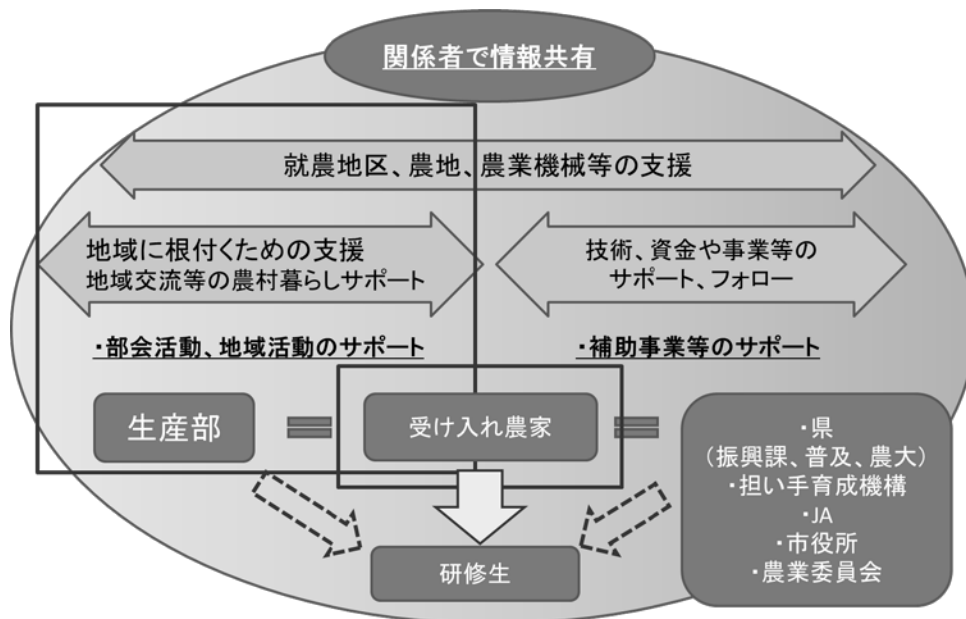 関係者で情報共有
就農地区、農地、農業機械等の支援
地域に根付くための支援
地域交流等の農村暮らしサポート
技術、資金や事業等の
サポート、フォロー
・部会活動、地域活動のサポート
・補助事業等のサポート
生産部
受け入れ農家
・県
(振興課、普及、農大)
・担い手育成機構
・JA
・市役所
・農業委員会
研修生